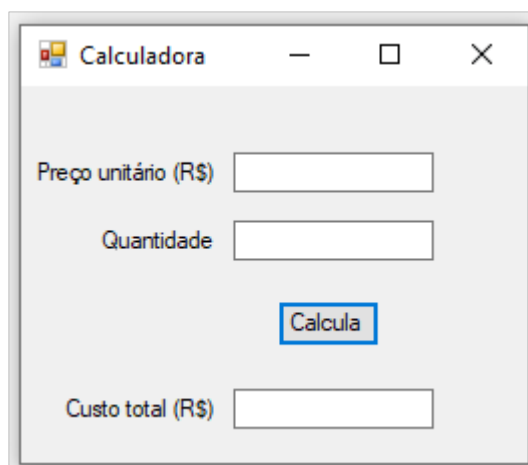 Calculadora
Preço unitário (R$)
Quantidade
Calcula
Custo total (R$)